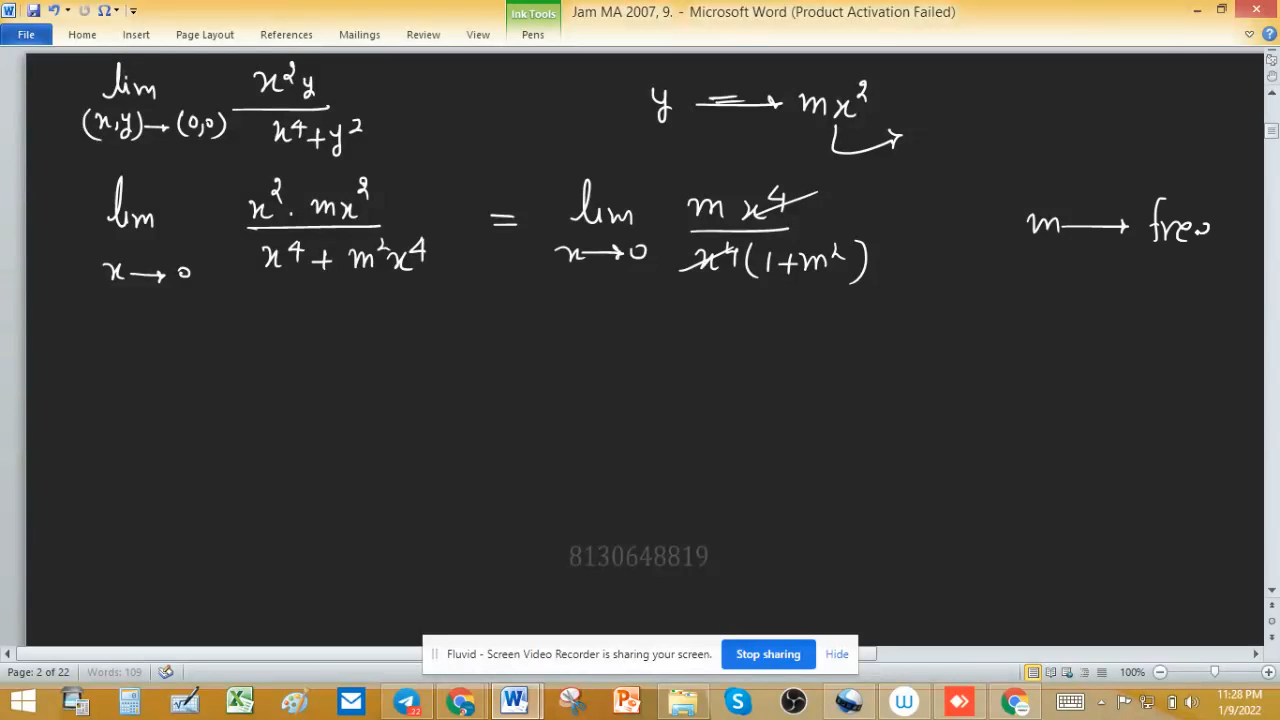 Ink Tools
Jam MA 2007, 9. - Microsoft Word (Product Activation Failed)
File Home Insert Page Layout References Mailings Review View Pens
lim (x,y)→(0,0) x²y / x⁴+y²
y = → mx²
lim x→0 x² . mx² / x⁴ + m²x⁴ = lim x→0 m x⁴ / x⁴(1+m²)
m → free
8130648819
Fluvid - Screen Video Recorder is sharing your screen. Stop sharing Hide
Page: 2 of 22 Words: 109 100%
22
11:28 PM
1/9/2022